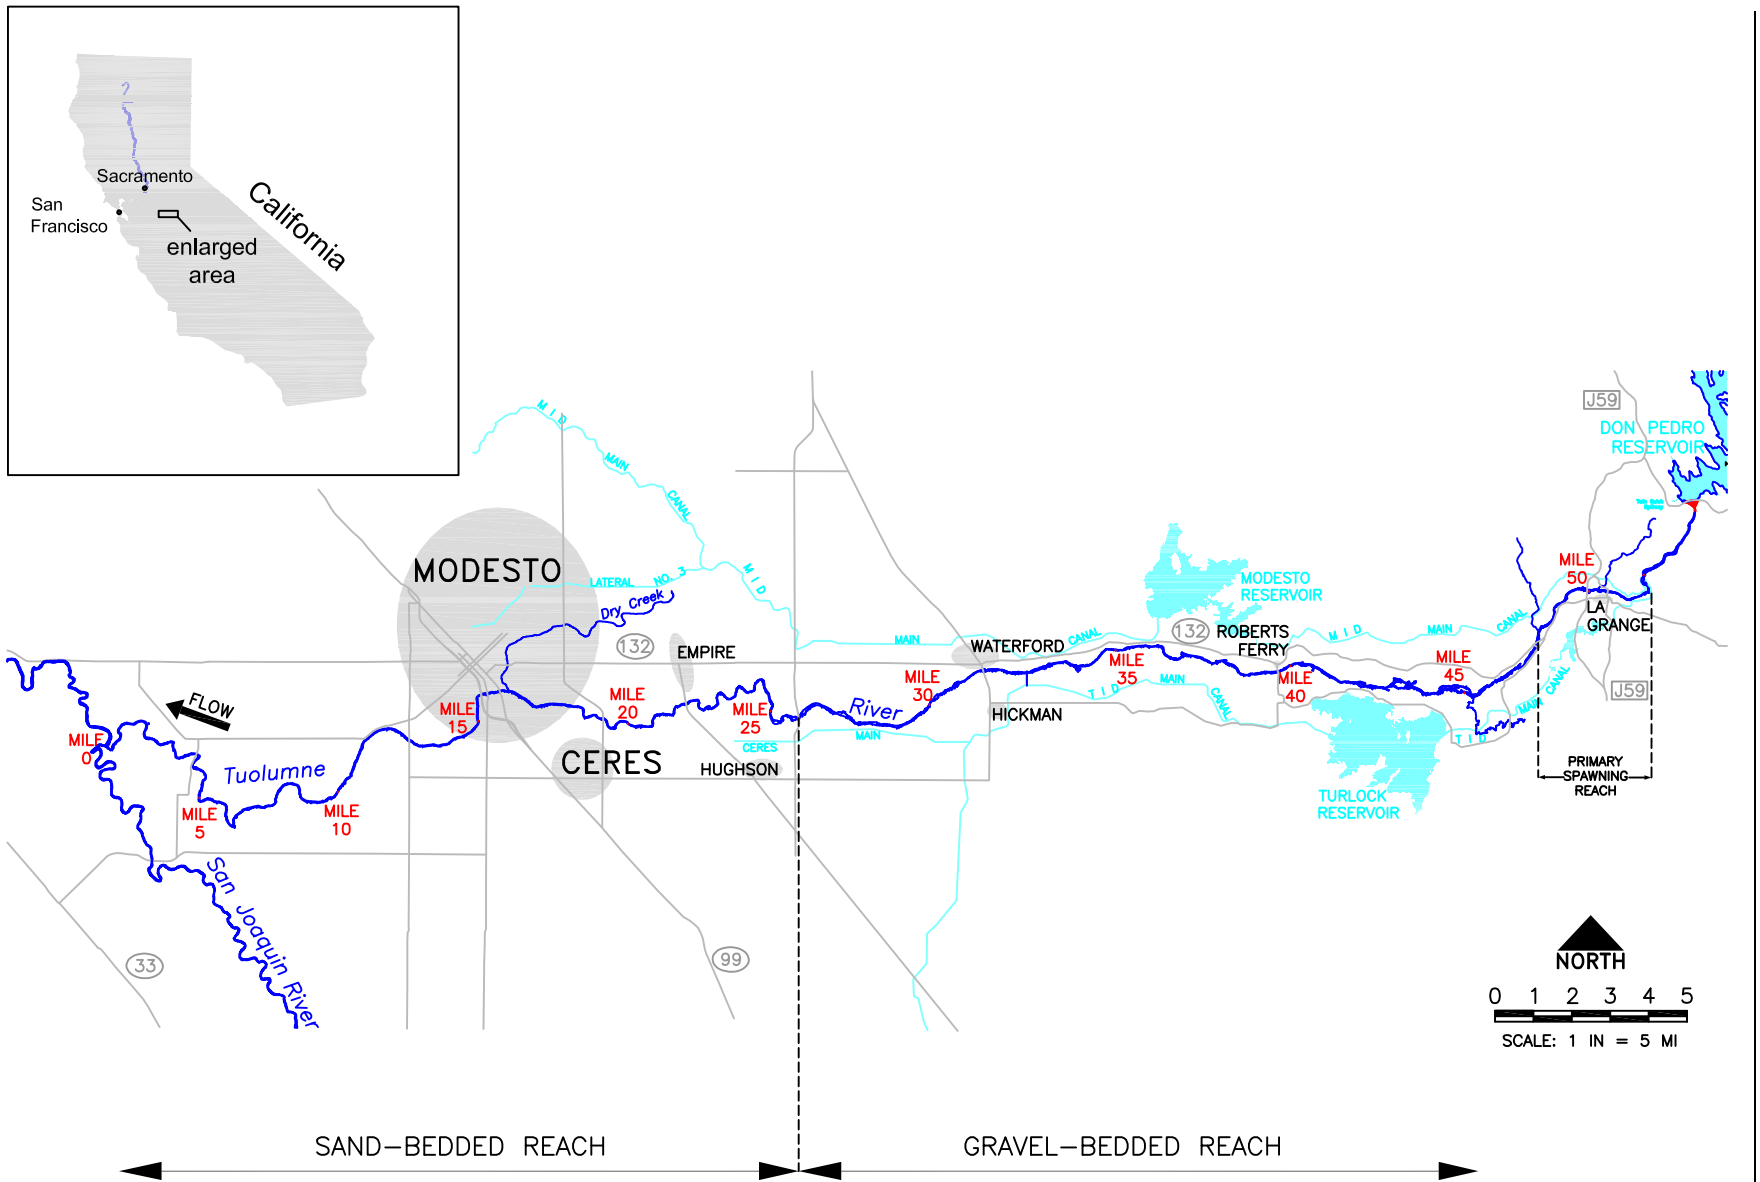 Sacramento
San
Francisco
California
enlarged
area
J59
DON PEDRO
RESERVOIR
MID
MAIN
CANAL
MID
MODESTO
LATERAL NO. 3
Dry Creek
132
EMPIRE
MILE
50
MODESTO
RESERVOIR
LA
GRANGE
MAIN
CANAL
WATERFORD
132
ROBERTS
FERRY
MID
MAIN
CANAL
FLOW
MILE
0
MILE
15
MILE
20
MILE
25
MILE
30
River
MILE
35
TID
MAIN
CANAL
MILE
40
MILE
45
J59
MAIN
CANAL
TID
HICKMAN
CERES
MAIN
CERES
HUGHSON
Tuolumne
MILE
5
MILE
10
TURLOCK
RESERVOIR
PRIMARY
SPAWNING
REACH
San Joaquin River
33
99
NORTH
0 1 2 3 4 5
SCALE: 1 IN = 5 MI
SAND-BEDDED REACH
GRAVEL-BEDDED REACH